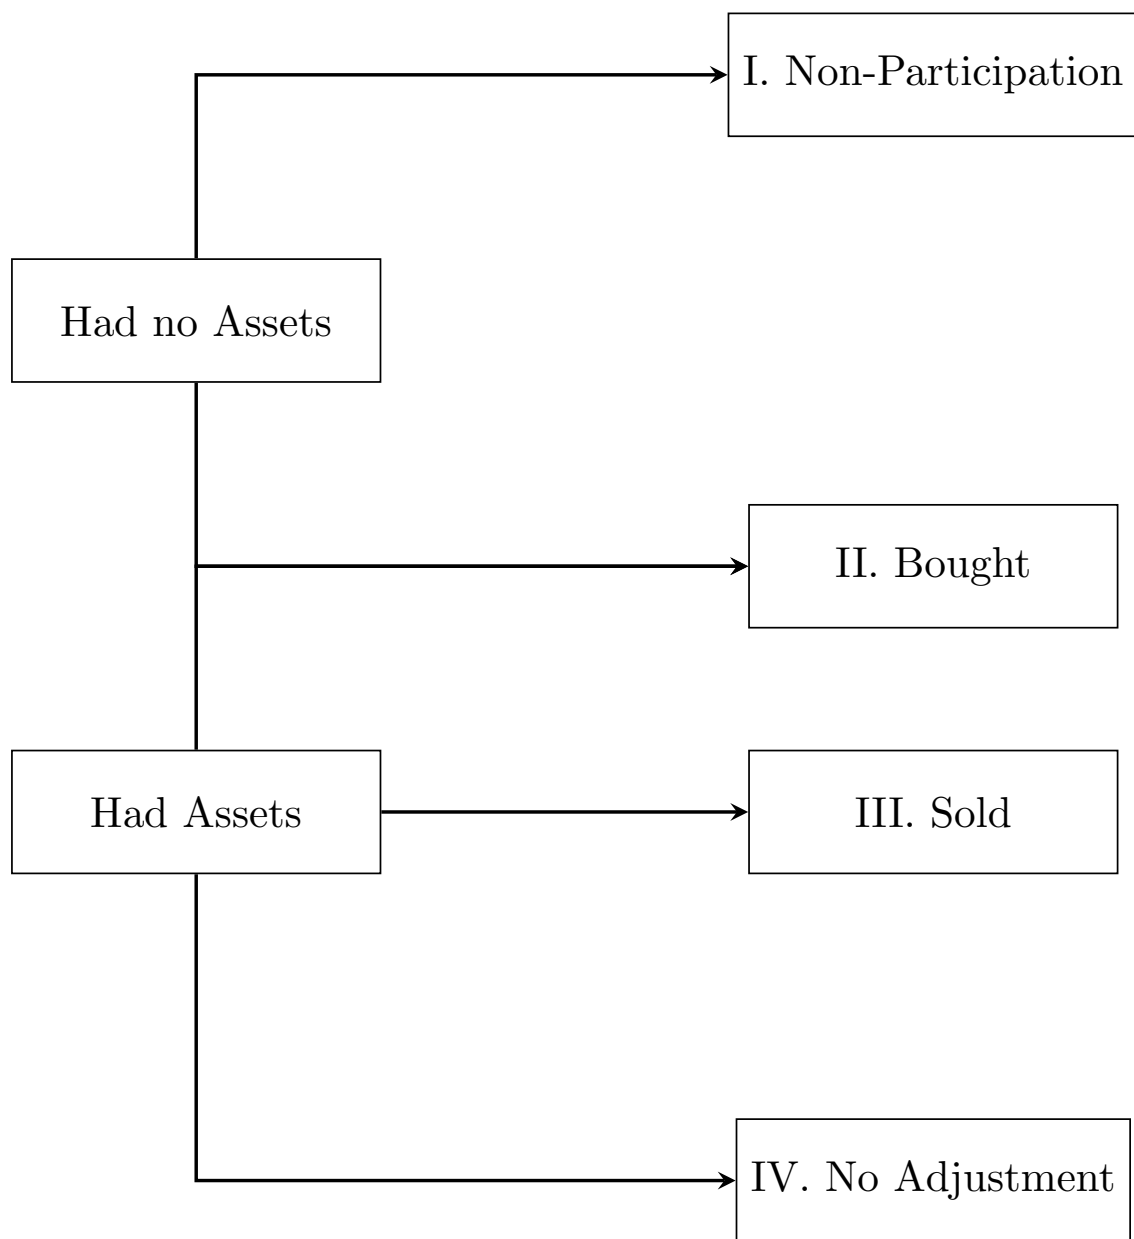 I. Non-Participation
Had no Assets
II. Bought
Had Assets
III. Sold
IV. No Adjustment